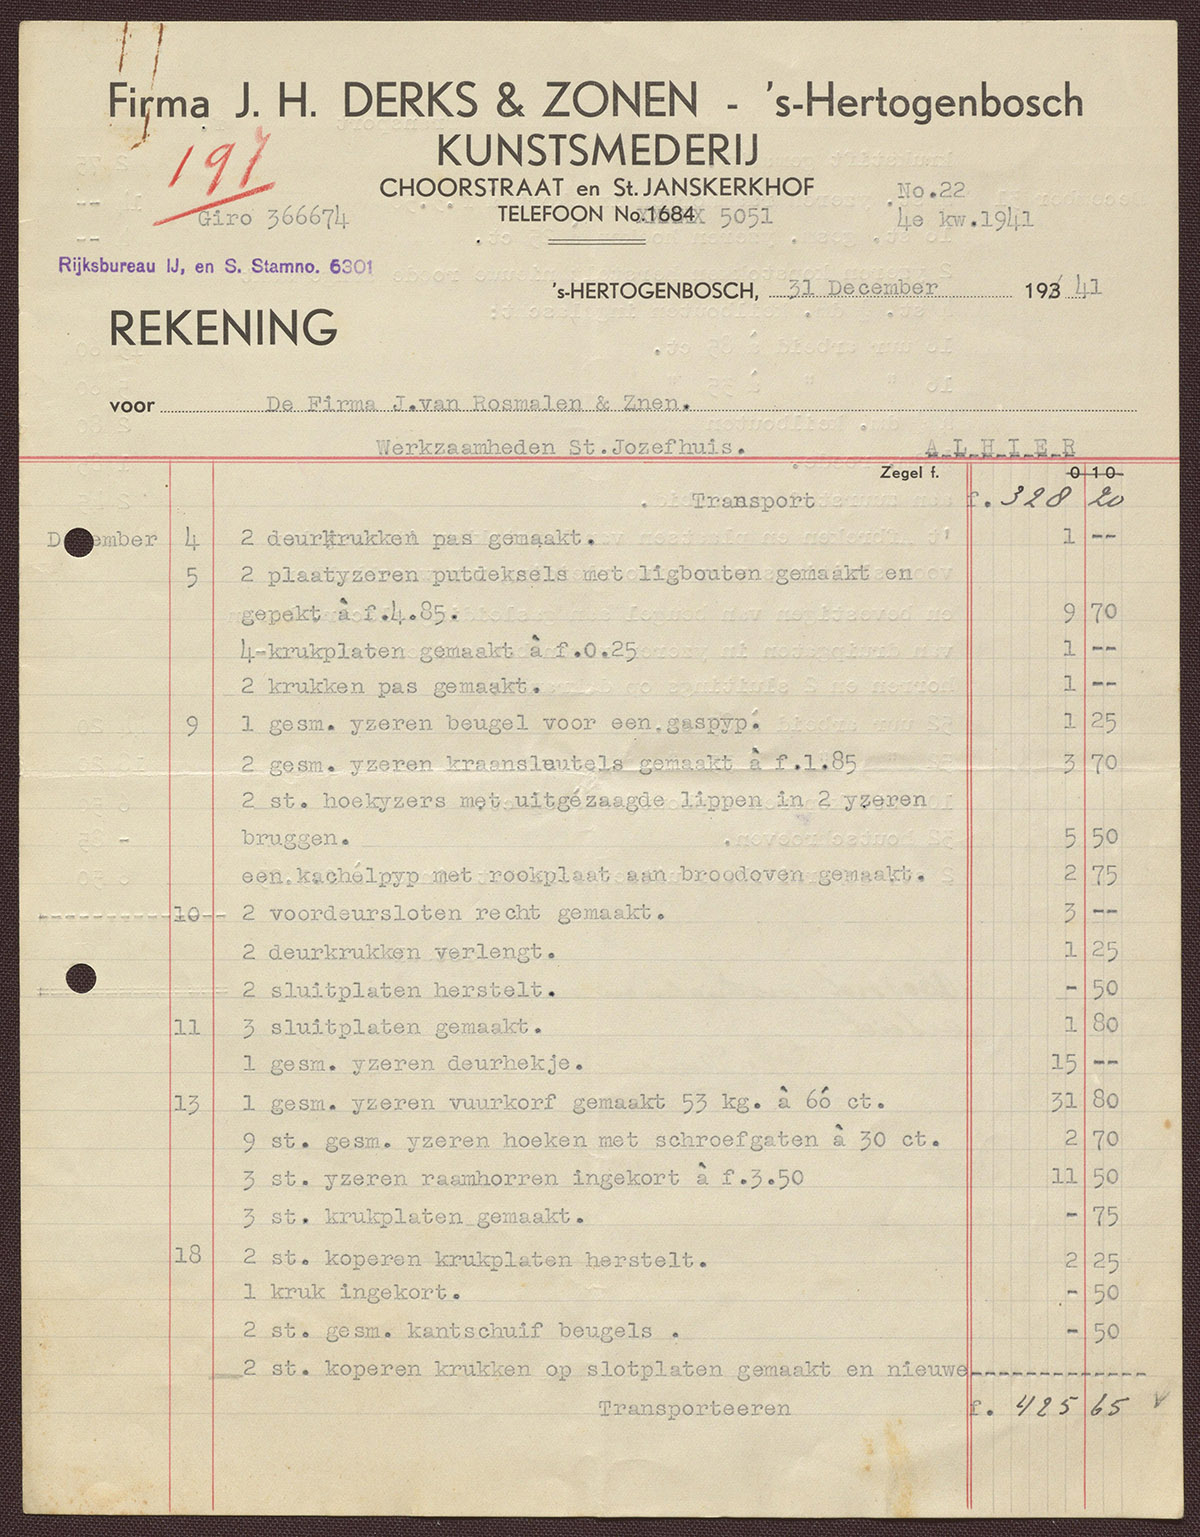 Firma J. H. DERKS & ZONEN - 's-Hertogenbosch
KUNSTSMEDERIJ
197
CHOORSTRAAT en St. JANSKERKHOF No.22
Giro 366674 TELEFOON No. 1684 5051 4e kw.1941
Rijksbureau IJ, en S. Stamno. 6301
's-HERTOGENBOSCH, 31 December 193 41
REKENING
voor De Firma J.van Rosmalen & Znen.
Werkzaamheden St.Jozefhuis. A L H I E R
Zegel f. 0 10
Transport f. 328 20
December 4 2 deurkrukken pas gemaakt. 1 --
5 2 plaatyzeren putdeksels met ligbouten gemaakt en
gepekt à f.4.85. 9 70
4-krukplaten gemaakt à f.0.25 1 --
2 krukken pas gemaakt. 1 --
9 1 gesm. yzeren beugel voor een gaspyp. 1 25
2 gesm. yzeren kraansleutels gemaakt à f.1.85 3 70
2 st. hoekyzers met uitgezaagde lippen in 2 yzeren
bruggen. 5 50
een kachelpyp met rookplaat aan broodoven gemaakt. 2 75
----------10-- 2 voordeursloten recht gemaakt. 3 --
2 deurkrukken verlengt. 1 25
2 sluitplaten herstelt. - 50
11 3 sluitplaten gemaakt. 1 80
1 gesm. yzeren deurhekje. 15 --
13 1 gesm. yzeren vuurkorf gemaakt 53 kg. à 60 ct. 31 80
9 st. gesm. yzeren hoeken met schroefgaten à 30 ct. 2 70
3 st. yzeren raamhorren ingekort à f.3.50 11 50
3 st. krukplaten gemaakt. - 75
18 2 st. koperen krukplaten herstelt. 2 25
1 kruk ingekort. - 50
2 st. gesm. kantschuif beugels . - 50
2 st. koperen krukken op slotplaten gemaakt en nieuwe-------------
Transporteeren f. 425 65